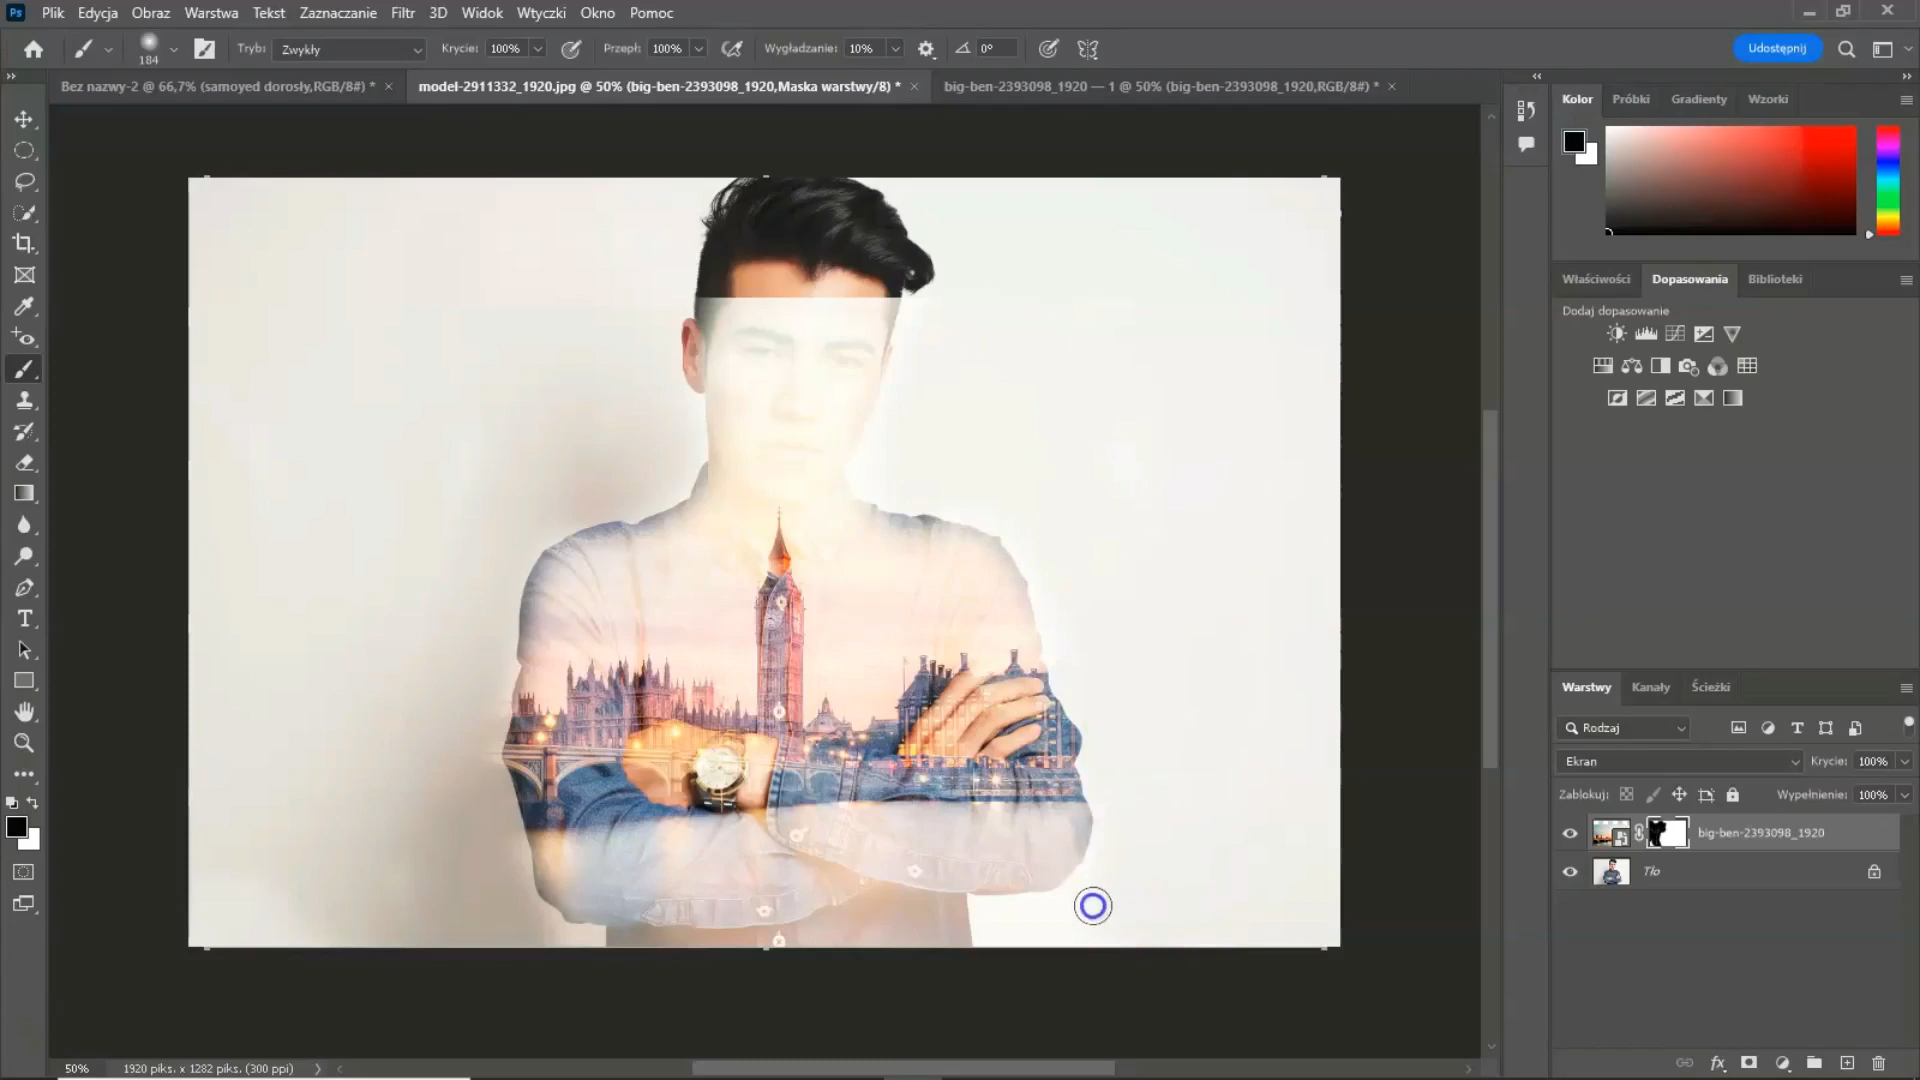 Ps Plik Edycja Obraz Warstwa Tekst Zaznaczanie Filtr 3D Widok Wtyczki Okno Pomoc
184 Tryb: Zwykły Krycie: 100% Przepł: 100% Wygładzanie: 10% 0° Udostępnij
Bez nazwy-2 @ 66,7% (samoyed dorosły,RGB/8#) * model-2911332_1920.jpg @ 50% (big-ben-2393098_1920,Maska warstwy/8) * big-ben-2393098_1920 — 1 @ 50% (big-ben-2393098_1920,RGB/8#) *
Kolor Próbki Gradienty Wzorki
Właściwości Dopasowania Biblioteki
Dodaj dopasowanie
Warstwy Kanały Ścieżki
Rodzaj
Ekran Krycie: 100%
Zablokuj: Wypełnienie: 100%
big-ben-2393098_1920
Tło
50% 1920 piks. x 1282 piks. (300 ppi)